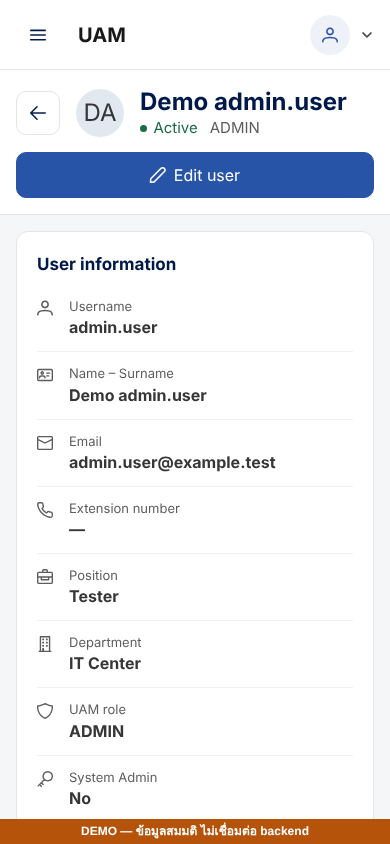 UAM
DA
Demo admin.user
Active ADMIN
Edit user
User information
Username
admin.user
Name – Surname
Demo admin.user
Email
admin.user@example.test
Extension number
—
Position
Tester
Department
IT Center
UAM role
ADMIN
System Admin
No
DEMO — ข้อมูลสมมติ ไม่เชื่อมต่อ backend